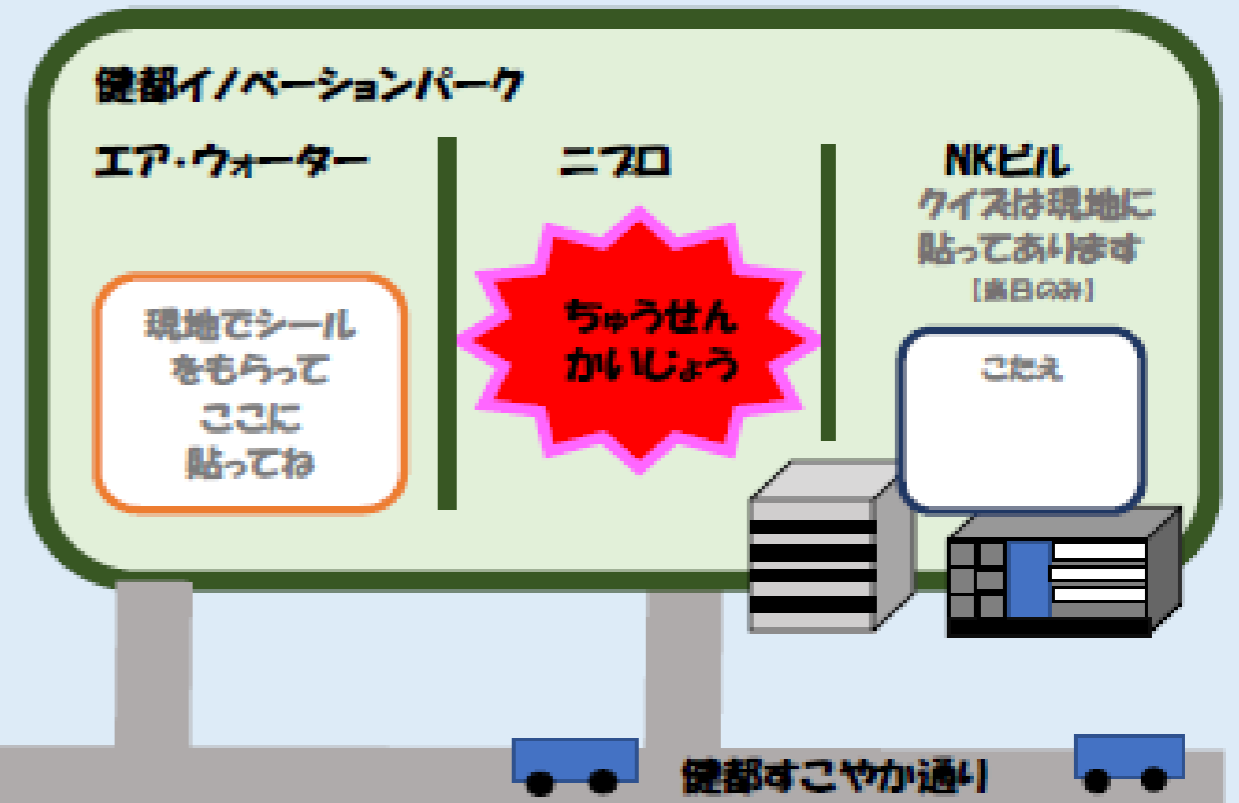 健都イノベーションパーク
エア・ウォーター
現地でシール
をもらって
ここに
貼ってね
ニプロ
ちゅうせん
かいじょう
NKビル
クイズは現地に
貼ってあります
[当日のみ]
こたえ
健都すこやか通り